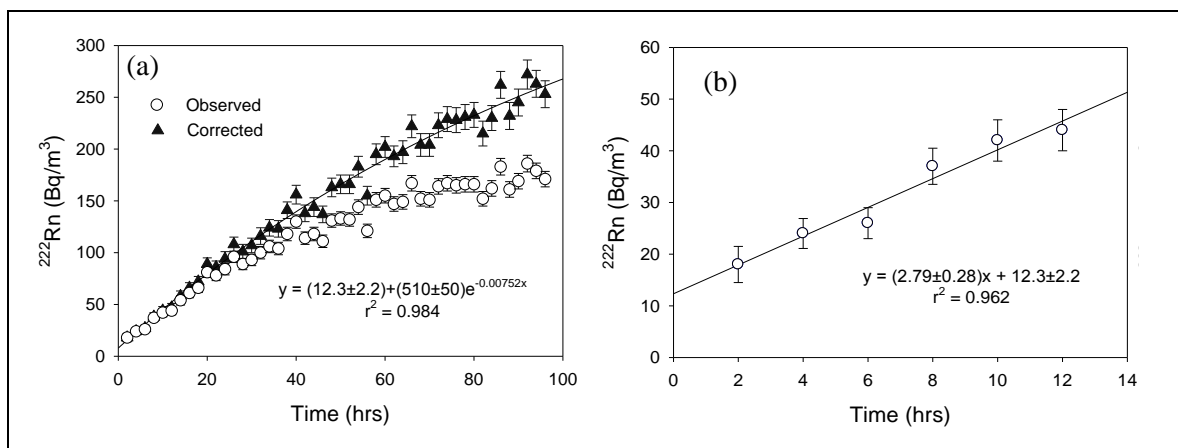 (a)
300
250
200
150
100
50
0
²²²Rn (Bq/m³)
Observed
Corrected
y = (12.3±2.2)+(510±50)e^-0.00752x
r² = 0.984
0 20 40 60 80 100
Time (hrs)
(b)
60
50
40
30
20
10
0
²²²Rn (Bq/m³)
y = (2.79±0.28)x + 12.3±2.2
r² = 0.962
0 2 4 6 8 10 12 14
Time (hrs)